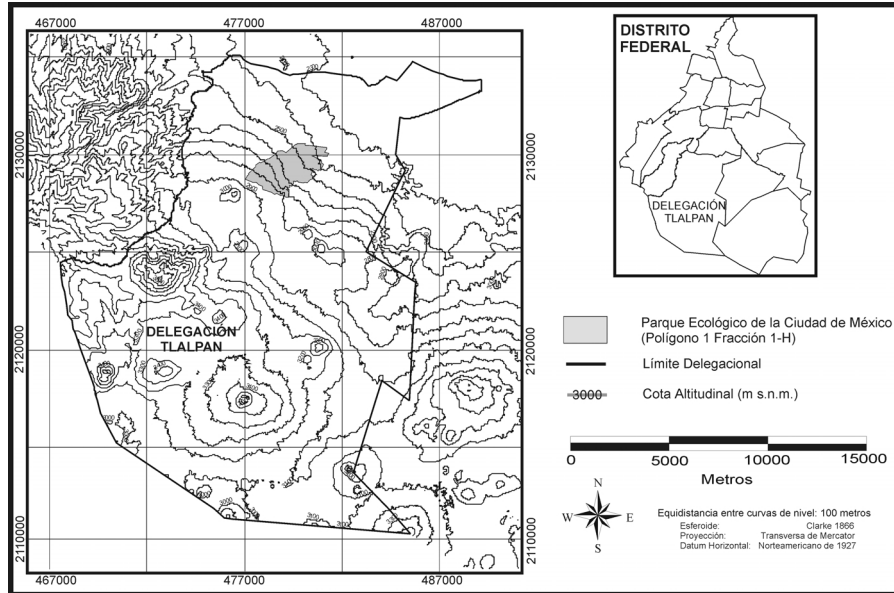 467000 477000 487000
2130000
2120000
2110000
2130000
2120000
2110000
DELEGACIÓN
TLALPAN
467000 477000 487000
DISTRITO
FEDERAL
DELEGACIÓN
TLALPAN
Parque Ecológico de la Ciudad de México
(Polígono 1 Fracción 1-H)
Límite Delegacional
3000 Cota Altitudinal (m s.n.m.)
0 5000 10000 15000
Metros
N
W E
S
Equidistancia entre curvas de nivel: 100 metros
Esferoide: Clarke 1866
Proyección: Transversa de Mercator
Datum Horizontal: Norteamericano de 1927